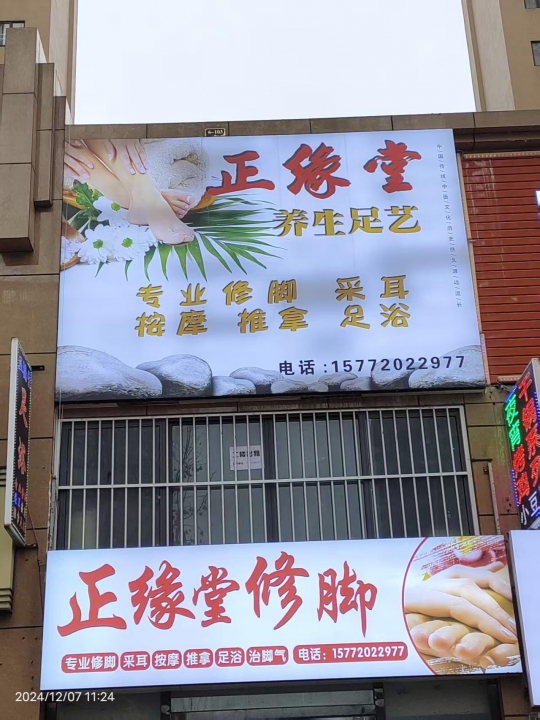 6-103
正缘堂
养生足艺
专业修脚 采耳
按摩 推拿 足浴
电话:15772022977
正缘堂修脚
专业修脚 采耳 按摩 推拿 足浴 治脚气 电话:15772022977
2024/12/07 11:24